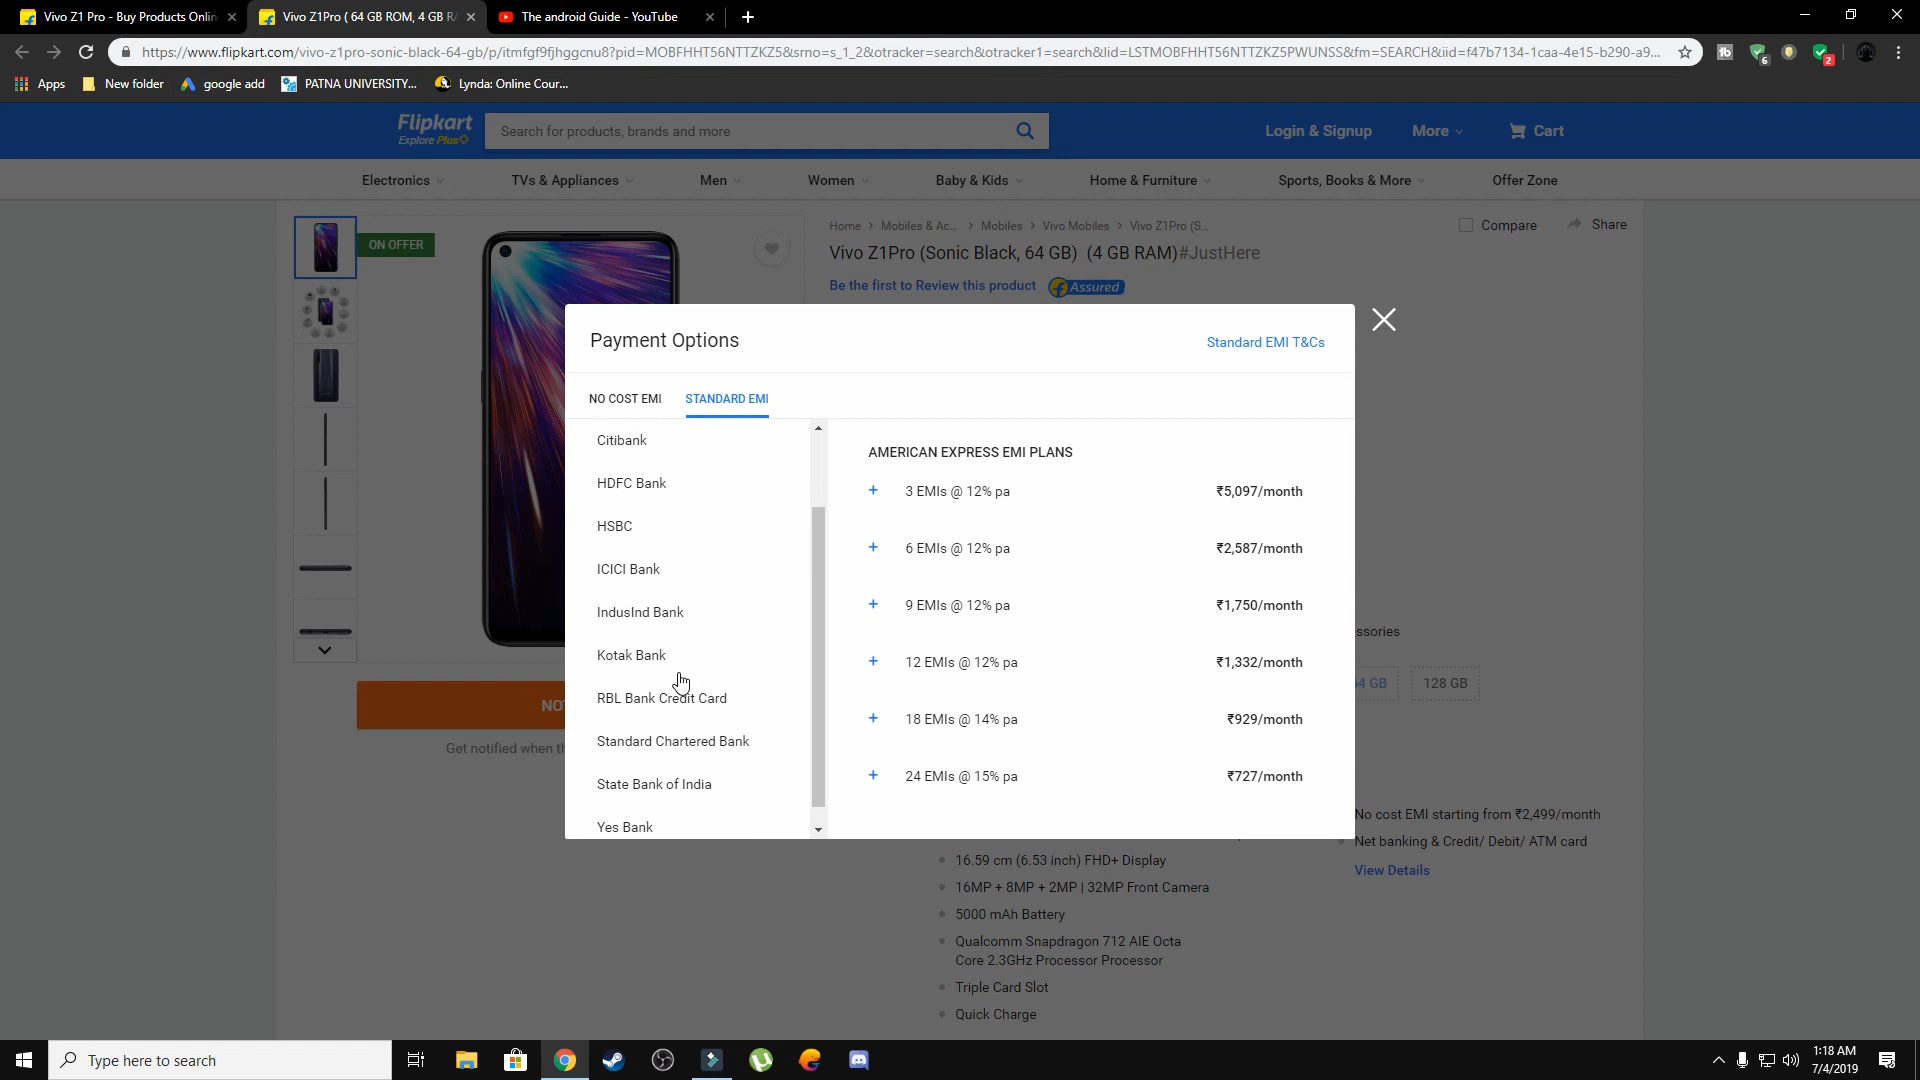 Vivo Z1 Pro - Buy Products Onlin
Vivo Z1Pro ( 64 GB ROM, 4 GB RA
The android Guide - YouTube
https://www.flipkart.com/vivo-z1pro-sonic-black-64-gb/p/itmfgf9fjhggcnu8?pid=MOBFHHT56NTTZKZ5&srno=s_1_2&otracker=search&otracker1=search&lid=LSTMOBFHHT56NTTZKZ5PWUNSS&fm=SEARCH&iid=f47b7134-1caa-4e15-b290-a9...
6
2
Apps
New folder
google add
PATNA UNIVERSITY...
Lynda: Online Cour...
Flipkart
Explore Plus
Search for products, brands and more
Login & Signup
More
Cart
Electronics
TVs & Appliances
Men
Women
Baby & Kids
Home & Furniture
Sports, Books & More
Offer Zone
ON OFFER
Home > Mobiles & Ac... > Mobiles > Vivo Mobiles > Vivo Z1Pro (S...
Compare
Share
Vivo Z1Pro (Sonic Black, 64 GB) (4 GB RAM)#JustHere
Be the first to Review this product
Assured
Payment Options
Standard EMI T&Cs
NO COST EMI
STANDARD EMI
Citibank
HDFC Bank
HSBC
ICICI Bank
IndusInd Bank
Kotak Bank
RBL Bank Credit Card
Standard Chartered Bank
State Bank of India
Yes Bank
AMERICAN EXPRESS EMI PLANS
+ 3 EMIs @ 12% pa ₹5,097/month
+ 6 EMIs @ 12% pa ₹2,587/month
+ 9 EMIs @ 12% pa ₹1,750/month
+ 12 EMIs @ 12% pa ₹1,332/month
+ 18 EMIs @ 14% pa ₹929/month
+ 24 EMIs @ 15% pa ₹727/month
ssories
64 GB
128 GB
NO
Get notified when th
No cost EMI starting from ₹2,499/month
Net banking & Credit/ Debit/ ATM card
View Details
16.59 cm (6.53 inch) FHD+ Display
16MP + 8MP + 2MP | 32MP Front Camera
5000 mAh Battery
Qualcomm Snapdragon 712 AIE Octa
Core 2.3GHz Processor Processor
Triple Card Slot
Quick Charge
Type here to search
1:18 AM
7/4/2019